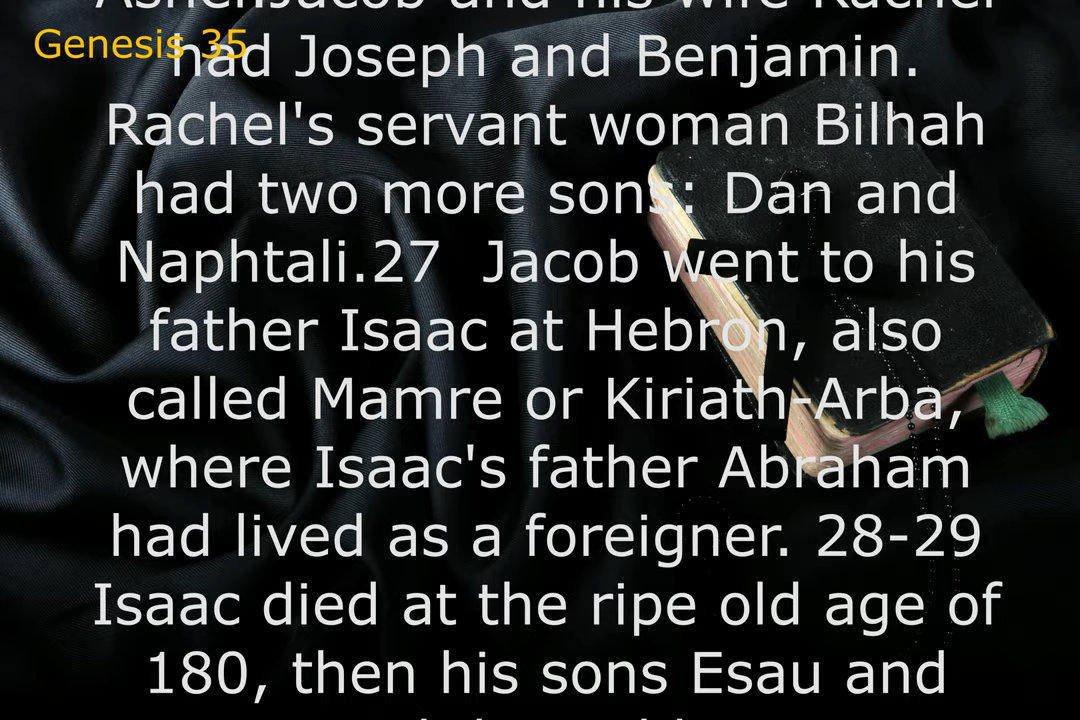 Asher.Jacob and his wife Rachel
Genesis 35
had Joseph and Benjamin.
Rachel's servant woman Bilhah
had two more sons: Dan and
Naphtali.27  Jacob went to his
father Isaac at Hebron, also
called Mamre or Kiriath-Arba,
where Isaac's father Abraham
had lived as a foreigner. 28-29
Isaac died at the ripe old age of
180, then his sons Esau and